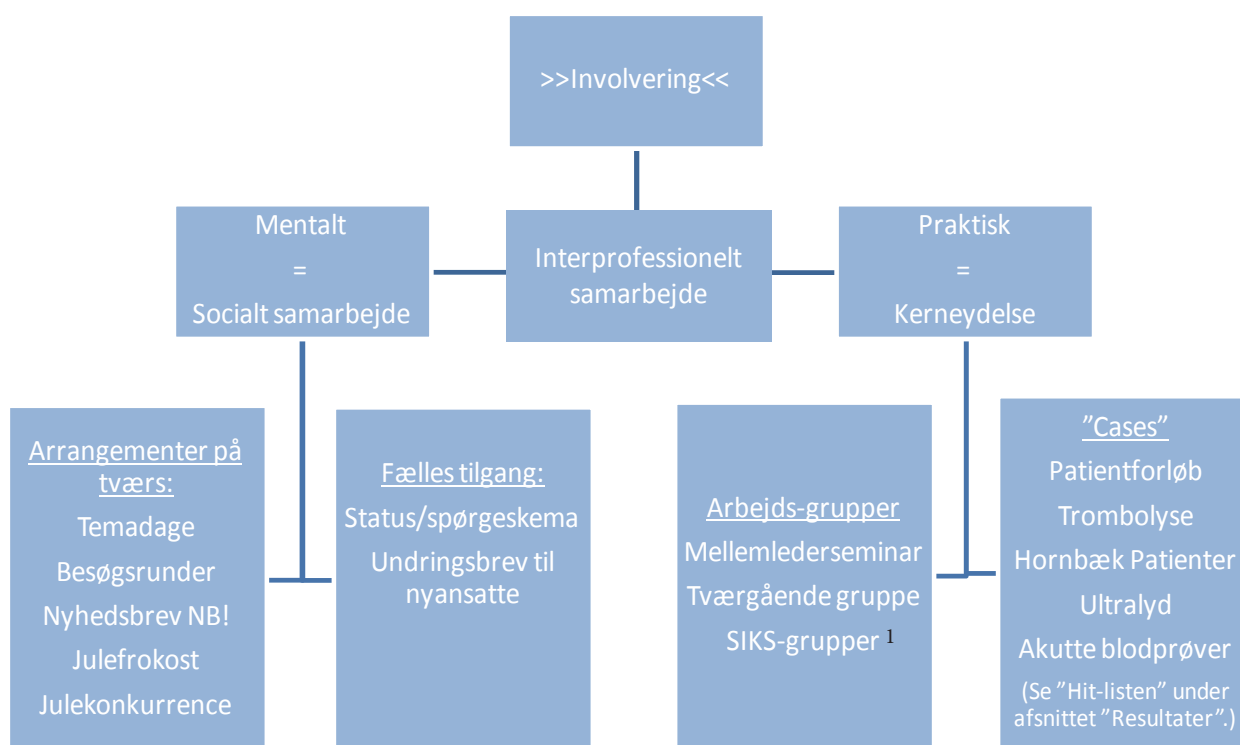 >>Involvering<<
Mentalt
=
Socialt samarbejde
Interprofessionelt
samarbejde
Praktisk
=
Kerneydelse
Arrangementer på
tværs:
Temadage
Besøgsrunder
Nyhedsbrev NB!
Julefrokost
Julekonkurrence
Fælles tilgang:
Status/spørgeskema
Undringsbrev til
nyansatte
Arbejds-grupper
Mellemlederseminar
Tværgående gruppe
SIKS-grupper 1
”Cases”
Patientforløb
Trombolyse
Hornbæk Patienter
Ultralyd
Akutte blodprøver
(Se ”Hit-listen” under
afsnittet ”Resultater”.)